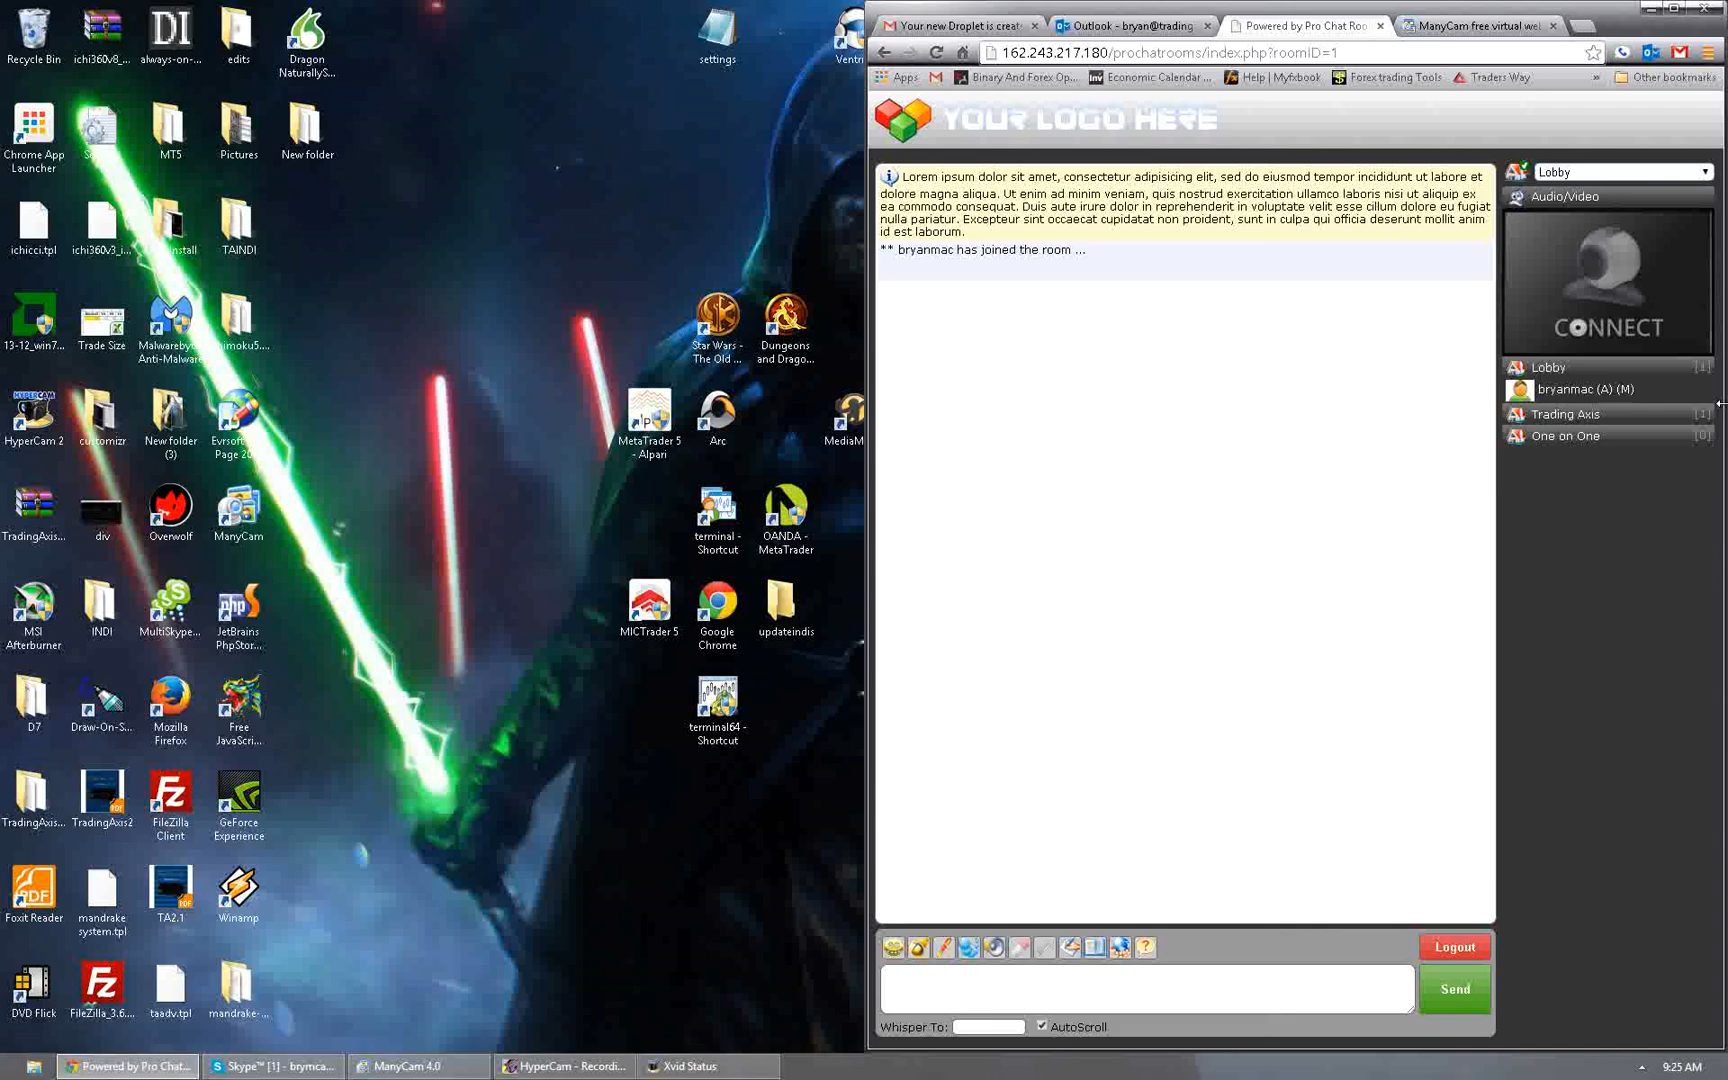 Recycle Bin
ichi360v8_...
always-on-...
edits
Dragon
NaturallyS...
settings
Ventri
Chrome App
Launcher
MT5
Pictures
New folder
ichicci.tpl
ichi360v3_i...
TAINDI
13-12_win7...
Trade Size
Malwareby
Anti-Malware
Star Wars -
The Old ...
Dungeons
and Drago...
HYPERCAM
HyperCam 2
customizr
New folder
(3)
Evrsoft
Page 20
MetaTrader 5
- Alpari
Arc
MediaM
TradingAxis...
div
Overwolf
ManyCam
terminal -
Shortcut
OANDA -
MetaTrader
MSI
Afterburner
INDI
MultiSkype...
JetBrains
PhpStor...
MICTrader 5
Google
Chrome
updateindis
D7
Draw-On-S...
Mozilla
Firefox
Free
JavaScri...
terminal64 -
Shortcut
TradingAxis...
TradingAxis2
FileZilla
Client
GeForce
Experience
Foxit Reader
mandrake
system.tpl
TA2.1
Winamp
DVD Flick
FileZilla_3.6....
taadv.tpl
mandrake-...
Your new Droplet is creat
Outlook - bryan@trading
Powered by Pro Chat Roo
ManyCam free virtual wel
162.243.217.180/prochatrooms/index.php?roomID=1
Apps
Binary And Forex Op...
Economic Calendar ...
Help | Myfxbook
Forex trading Tools
Traders Way
»
Other bookmarks
YOUR LOGO HERE
Lorem ipsum dolor sit amet, consectetur adipisicing elit, sed do eiusmod tempor incididunt ut labore et
dolore magna aliqua. Ut enim ad minim veniam, quis nostrud exercitation ullamco laboris nisi ut aliquip ex
ea commodo consequat. Duis aute irure dolor in reprehenderit in voluptate velit esse cillum dolore eu fugiat
nulla pariatur. Excepteur sint occaecat cupidatat non proident, sunt in culpa qui officia deserunt mollit anim
id est laborum.
** bryanmac has joined the room ...
Lobby
Audio/Video
CONNECT
Lobby [1]
bryanmac (A) (M)
Trading Axis [1]
One on One [0]
Logout
Send
Whisper To:
AutoScroll
Powered by Pro Chat...
Skype™ [1] - brymca...
ManyCam 4.0
HyperCam - Recordi...
Xvid Status
9:25 AM